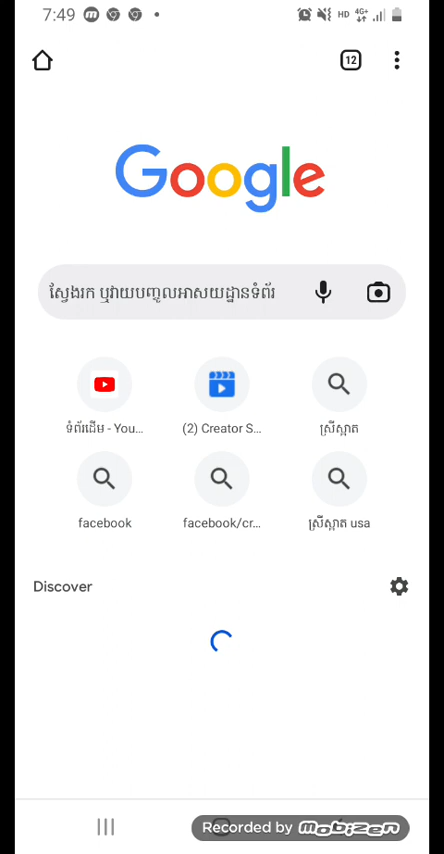 7:49 HD 4G+
12
Google
ស្វែងរក ឬវាយបញ្ចូលអាសយដ្ឋានទំព័រ
ទំព័រដើម - You...
(2) Creator S...
ស្រីស្អាត
facebook
facebook/cr...
ស្រីស្អាត usa
Discover
Recorded by mobizen